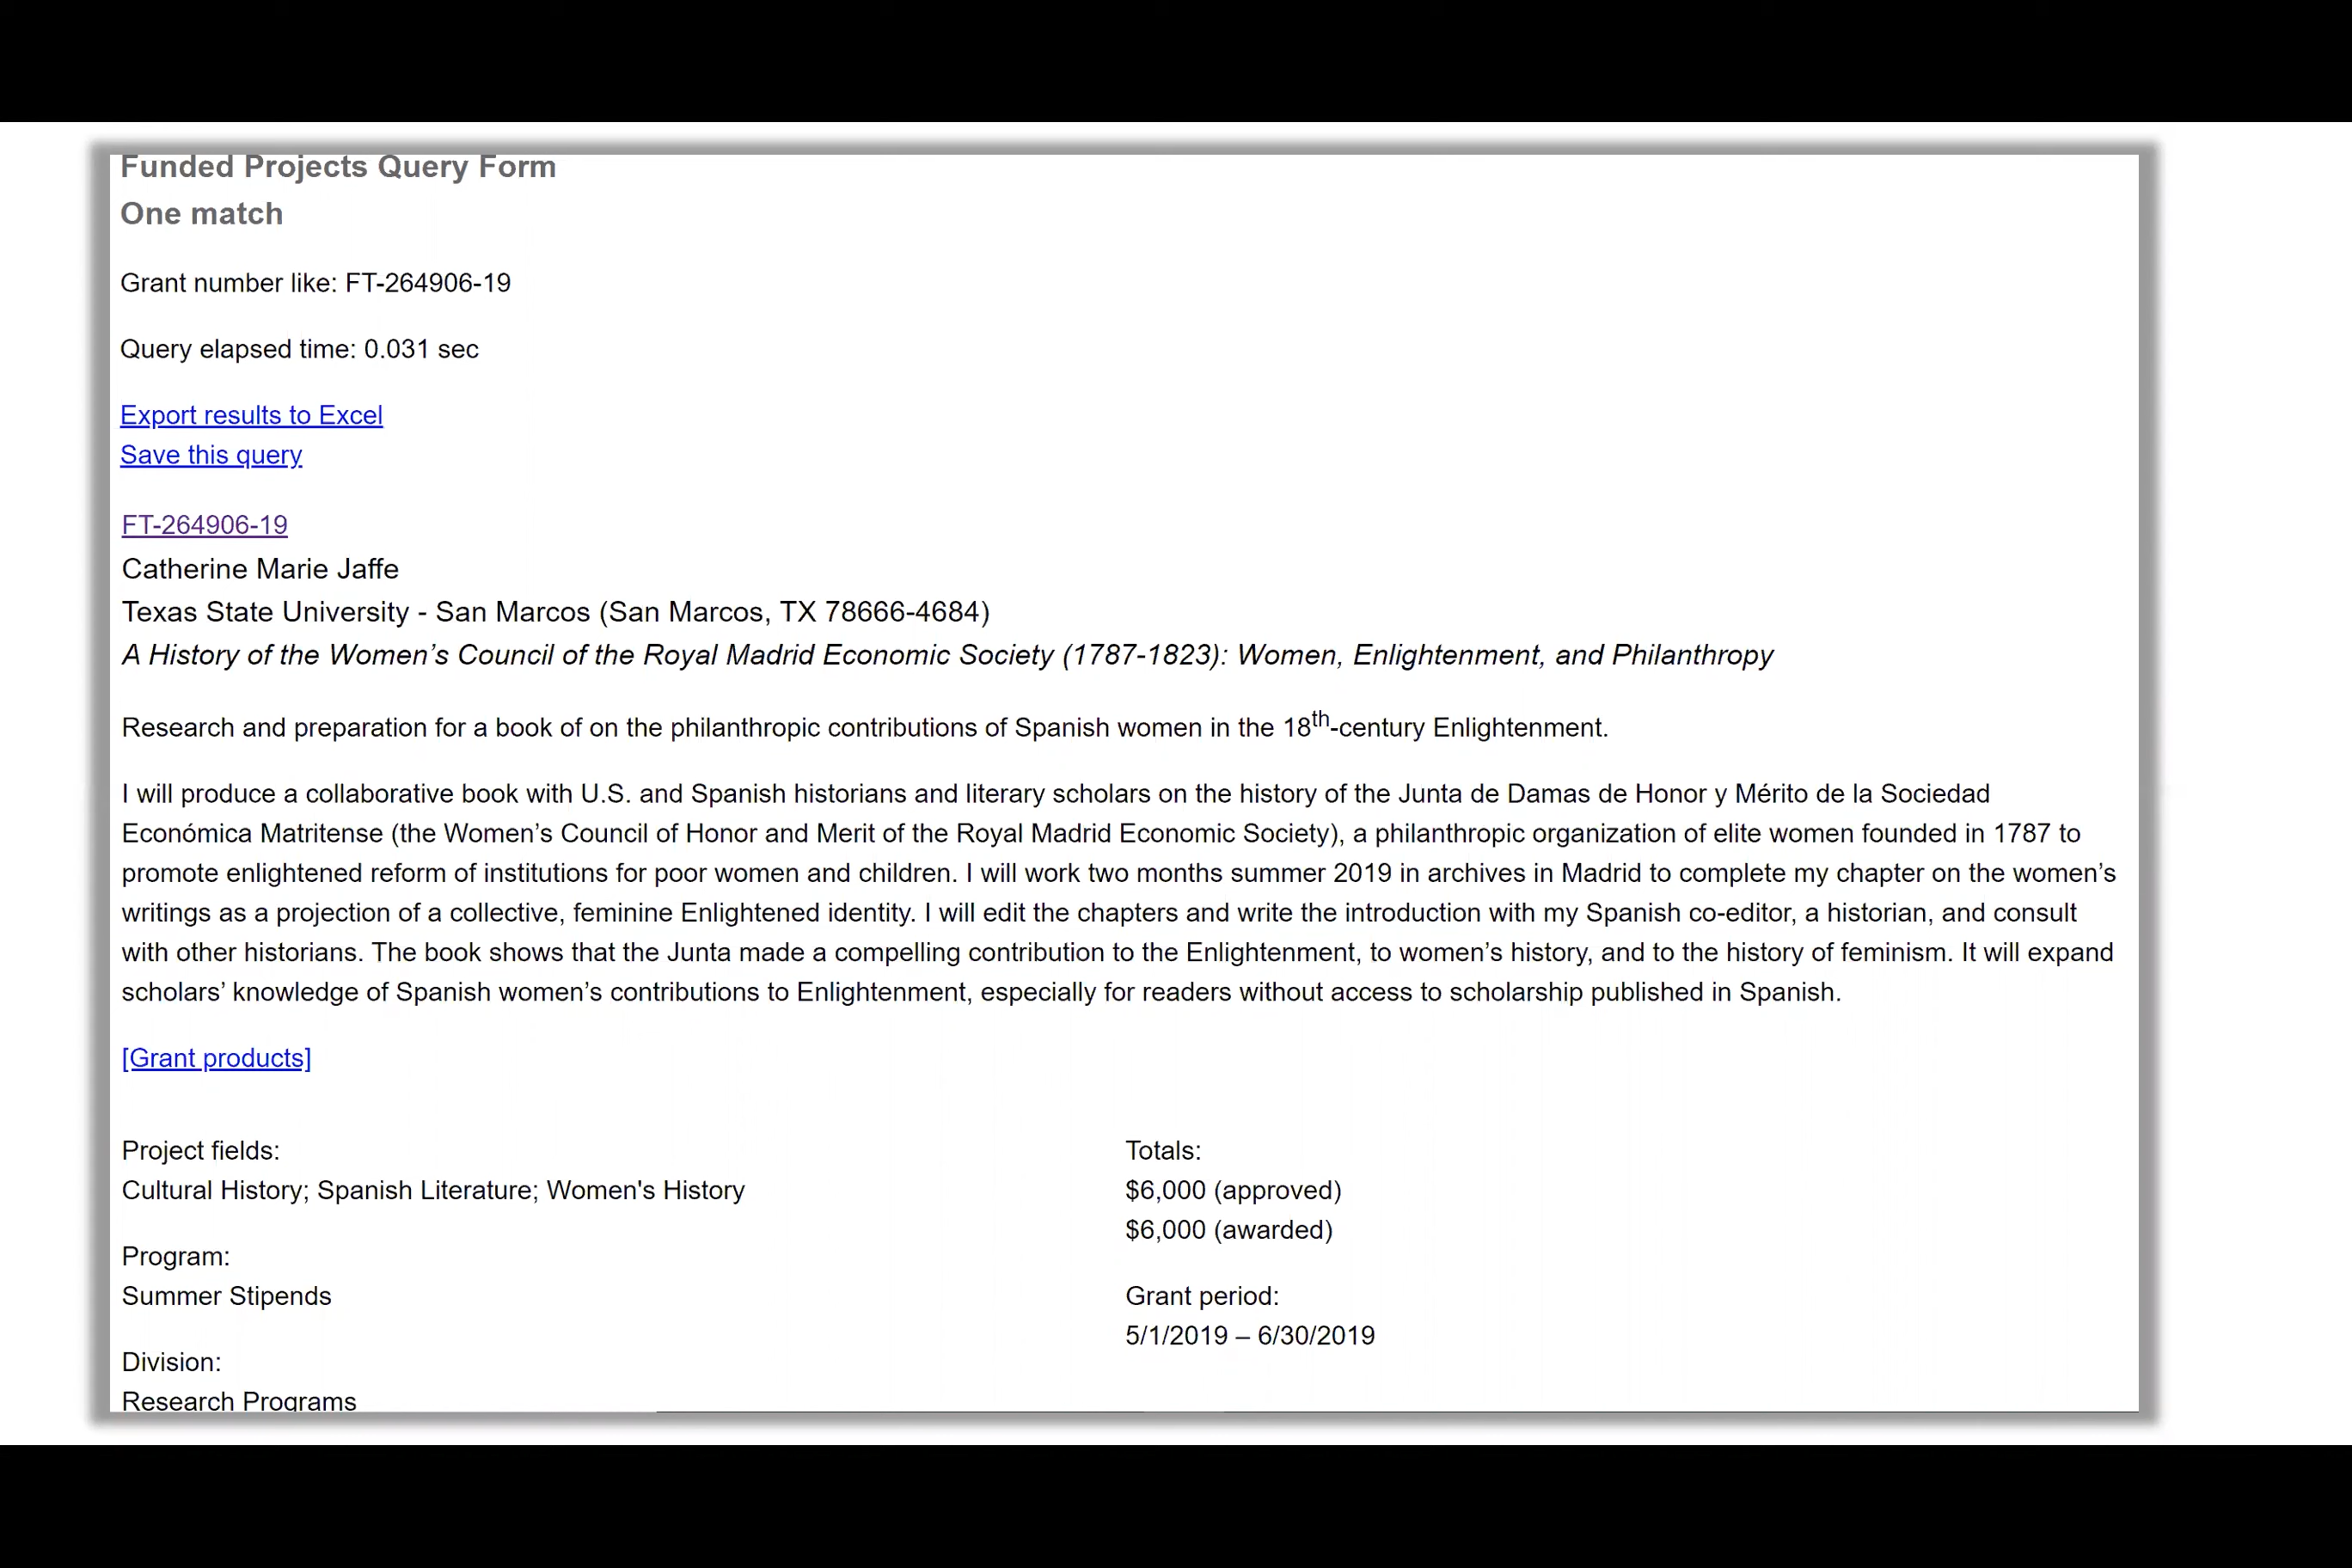 Funded Projects Query Form
One match
Grant number like: FT-264906-19
Query elapsed time: 0.031 sec
Export results to Excel
Save this query
FT-264906-19
Catherine Marie Jaffe
Texas State University - San Marcos (San Marcos, TX 78666-4684)
A History of the Women’s Council of the Royal Madrid Economic Society (1787-1823): Women, Enlightenment, and Philanthropy
Research and preparation for a book of on the philanthropic contributions of Spanish women in the 18th-century Enlightenment.
I will produce a collaborative book with U.S. and Spanish historians and literary scholars on the history of the Junta de Damas de Honor y Mérito de la Sociedad
Económica Matritense (the Women’s Council of Honor and Merit of the Royal Madrid Economic Society), a philanthropic organization of elite women founded in 1787 to
promote enlightened reform of institutions for poor women and children. I will work two months summer 2019 in archives in Madrid to complete my chapter on the women’s
writings as a projection of a collective, feminine Enlightened identity. I will edit the chapters and write the introduction with my Spanish co-editor, a historian, and consult
with other historians. The book shows that the Junta made a compelling contribution to the Enlightenment, to women’s history, and to the history of feminism. It will expand
scholars’ knowledge of Spanish women’s contributions to Enlightenment, especially for readers without access to scholarship published in Spanish.
[Grant products]
Project fields:
Cultural History; Spanish Literature; Women's History
Program:
Summer Stipends
Division:
Research Programs
Totals:
$6,000 (approved)
$6,000 (awarded)
Grant period:
5/1/2019 – 6/30/2019